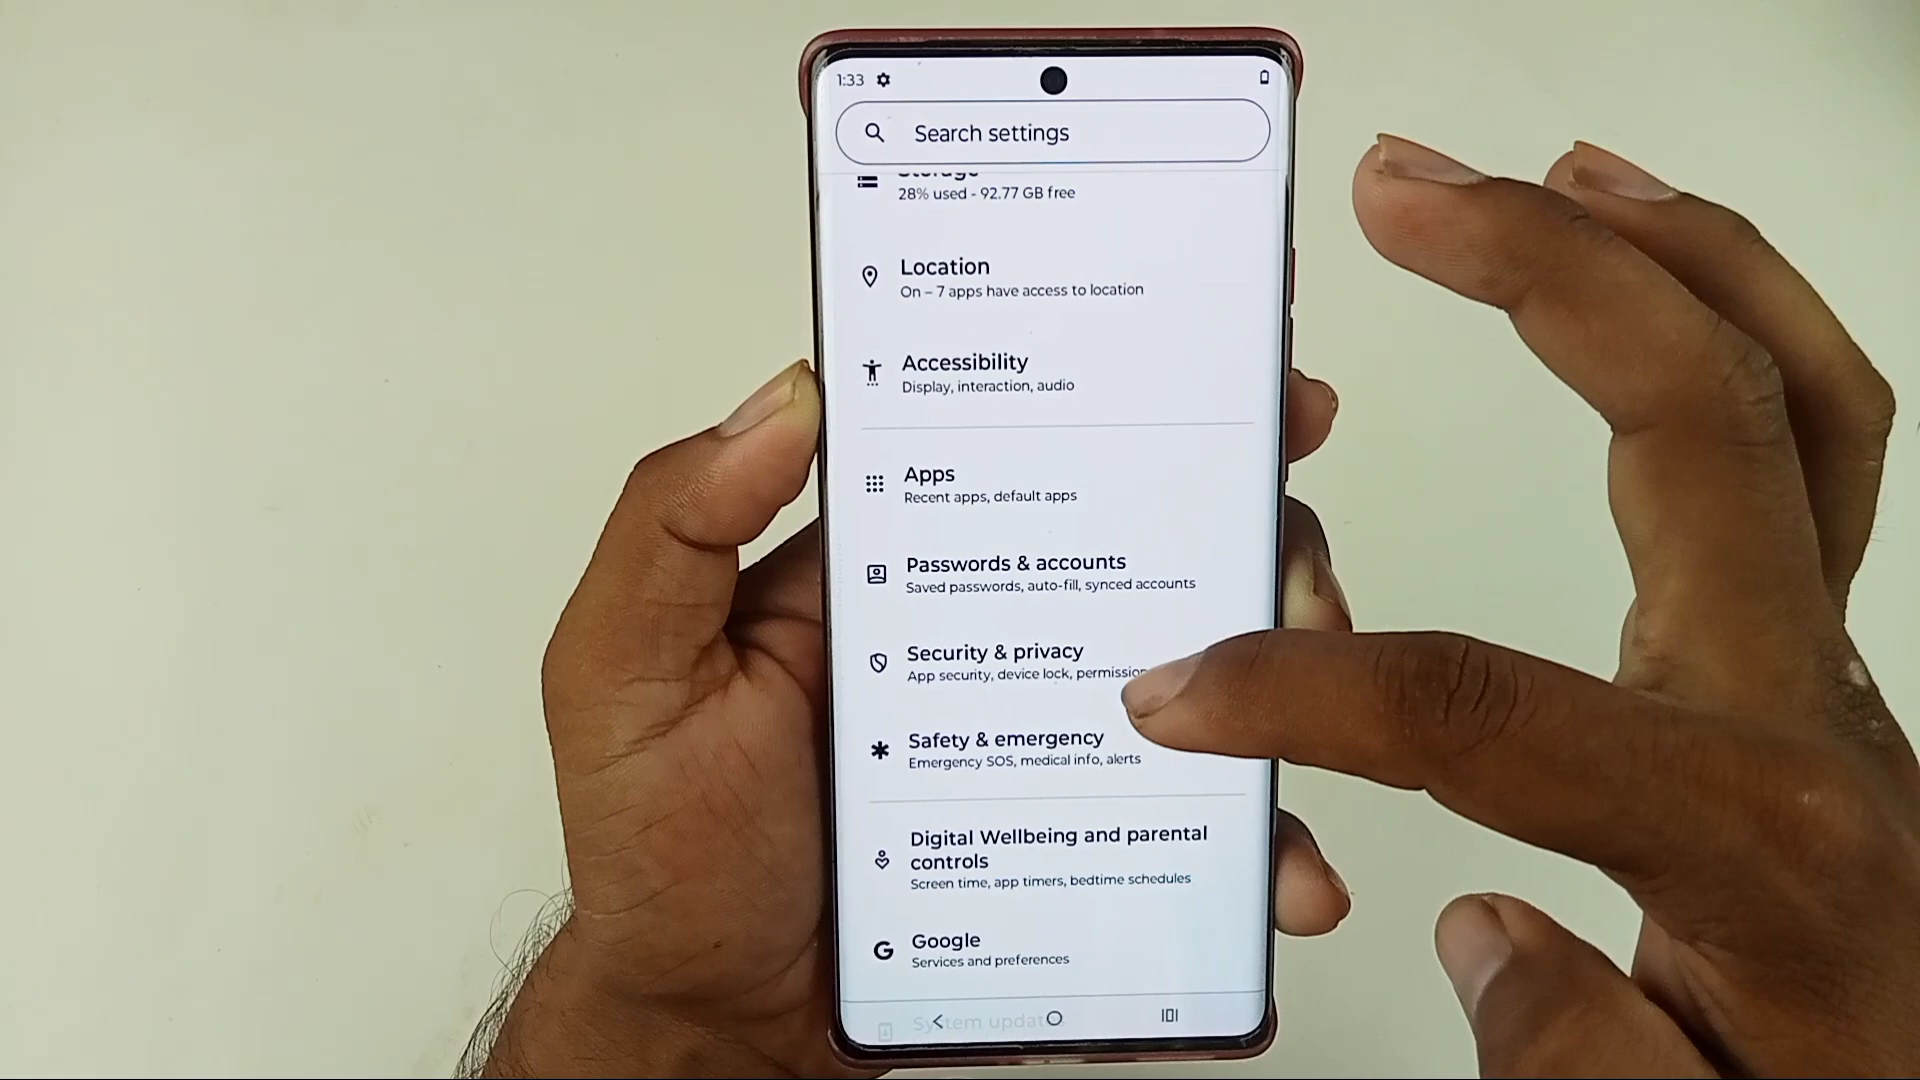 1:33
Search settings
Storage
28% used - 92.77 GB free
Location
On – 7 apps have access to location
Accessibility
Display, interaction, audio
Apps
Recent apps, default apps
Passwords & accounts
Saved passwords, auto-fill, synced accounts
Security & privacy
App security, device lock, permission
Safety & emergency
Emergency SOS, medical info, alerts
Digital Wellbeing and parental
controls
Screen time, app timers, bedtime schedules
Google
Services and preferences
System updat